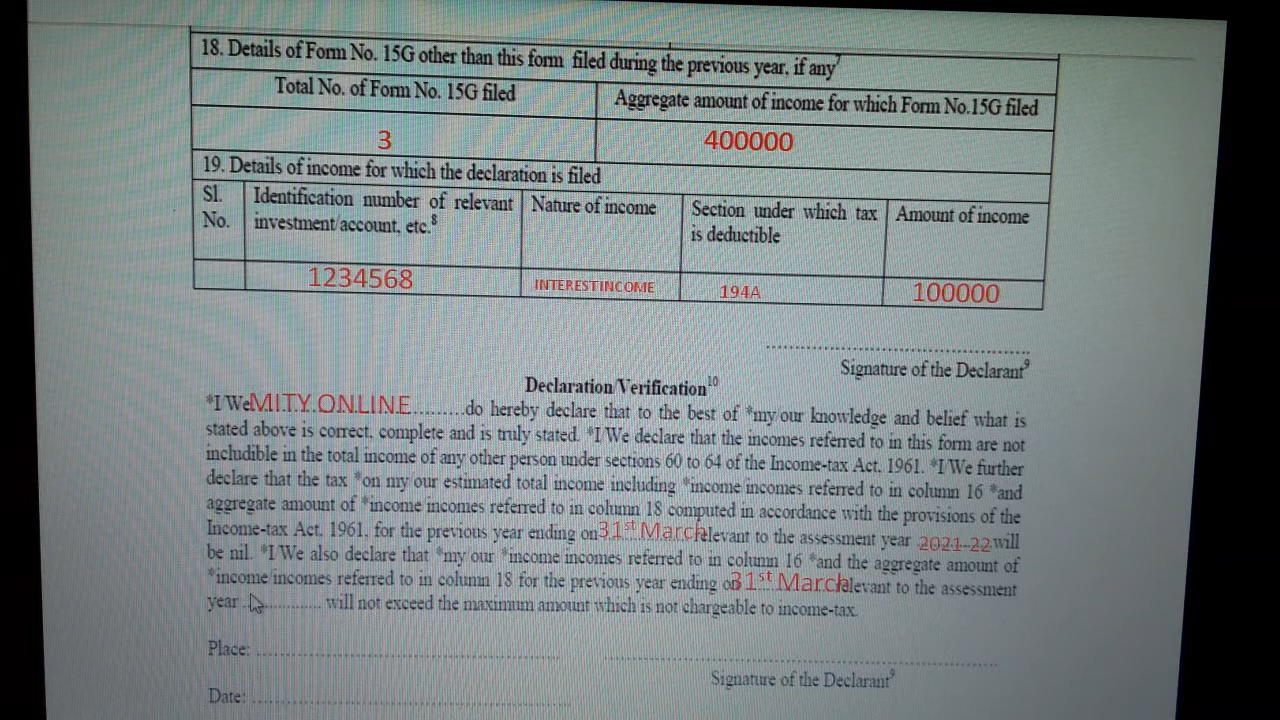 18. Details of Form No. 15G other than this form filed during the previous year, if any7
Total No. of Form No. 15G filed
Aggregate amount of income for which Form No.15G filed
3
400000
19. Details of income for which the declaration is filed
Sl. No.
Identification number of relevant investment/account, etc.8
Nature of income
Section under which tax is deductible
Amount of income
1234568
INTEREST INCOME
194A
100000
Signature of the Declarant9
Declaration/Verification10
*I/We MITY.ONLINE.........do hereby declare that to the best of *my/our knowledge and belief what is
stated above is correct, complete and is truly stated. *I/We declare that the incomes referred to in this form are not
includible in the total income of any other person under sections 60 to 64 of the Income-tax Act, 1961. *I/We further
declare that the tax *on my/our estimated total income including *income/incomes referred to in column 16 *and
aggregate amount of *income/incomes referred to in column 18 computed in accordance with the provisions of the
Income-tax Act, 1961, for the previous year ending on 31st March relevant to the assessment year 2021-22 will
be nil. *I/We also declare that *my/our *income/incomes referred to in column 16 *and the aggregate amount of
*income/incomes referred to in column 18 for the previous year ending on 31st March relevant to the assessment
year .................. will not exceed the maximum amount which is not chargeable to income-tax.
Place: ..............................
Signature of the Declarant9
Date: ..............................